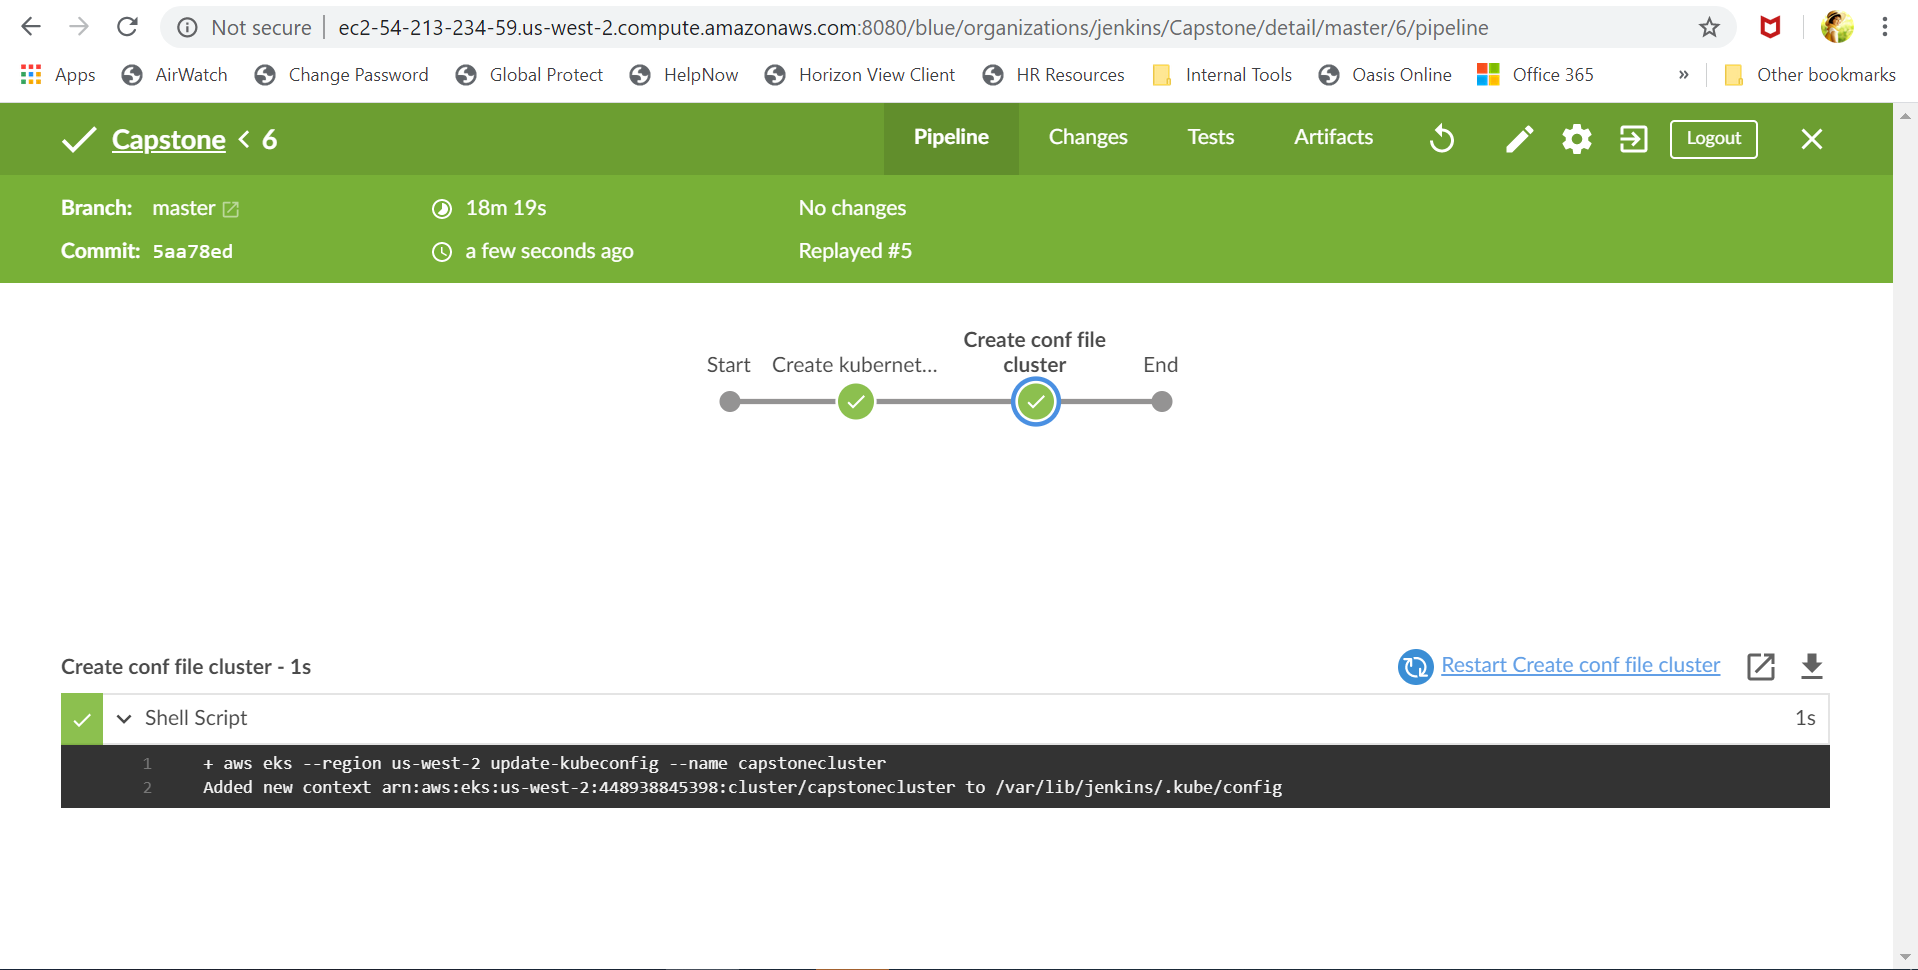 Not secure | ec2-54-213-234-59.us-west-2.compute.amazonaws.com:8080/blue/organizations/jenkins/Capstone/detail/master/6/pipeline
Apps AirWatch Change Password Global Protect HelpNow Horizon View Client HR Resources Internal Tools Oasis Online Office 365 » Other bookmarks
Capstone < 6 Pipeline Changes Tests Artifacts Logout
Branch: master 18m 19s No changes
Commit: 5aa78ed a few seconds ago Replayed #5
Create conf file
Start Create kubernet... cluster End
Create conf file cluster - 1s Restart Create conf file cluster
Shell Script 1s
1 + aws eks --region us-west-2 update-kubeconfig --name capstonecluster
2 Added new context arn:aws:eks:us-west-2:448938845398:cluster/capstonecluster to /var/lib/jenkins/.kube/config